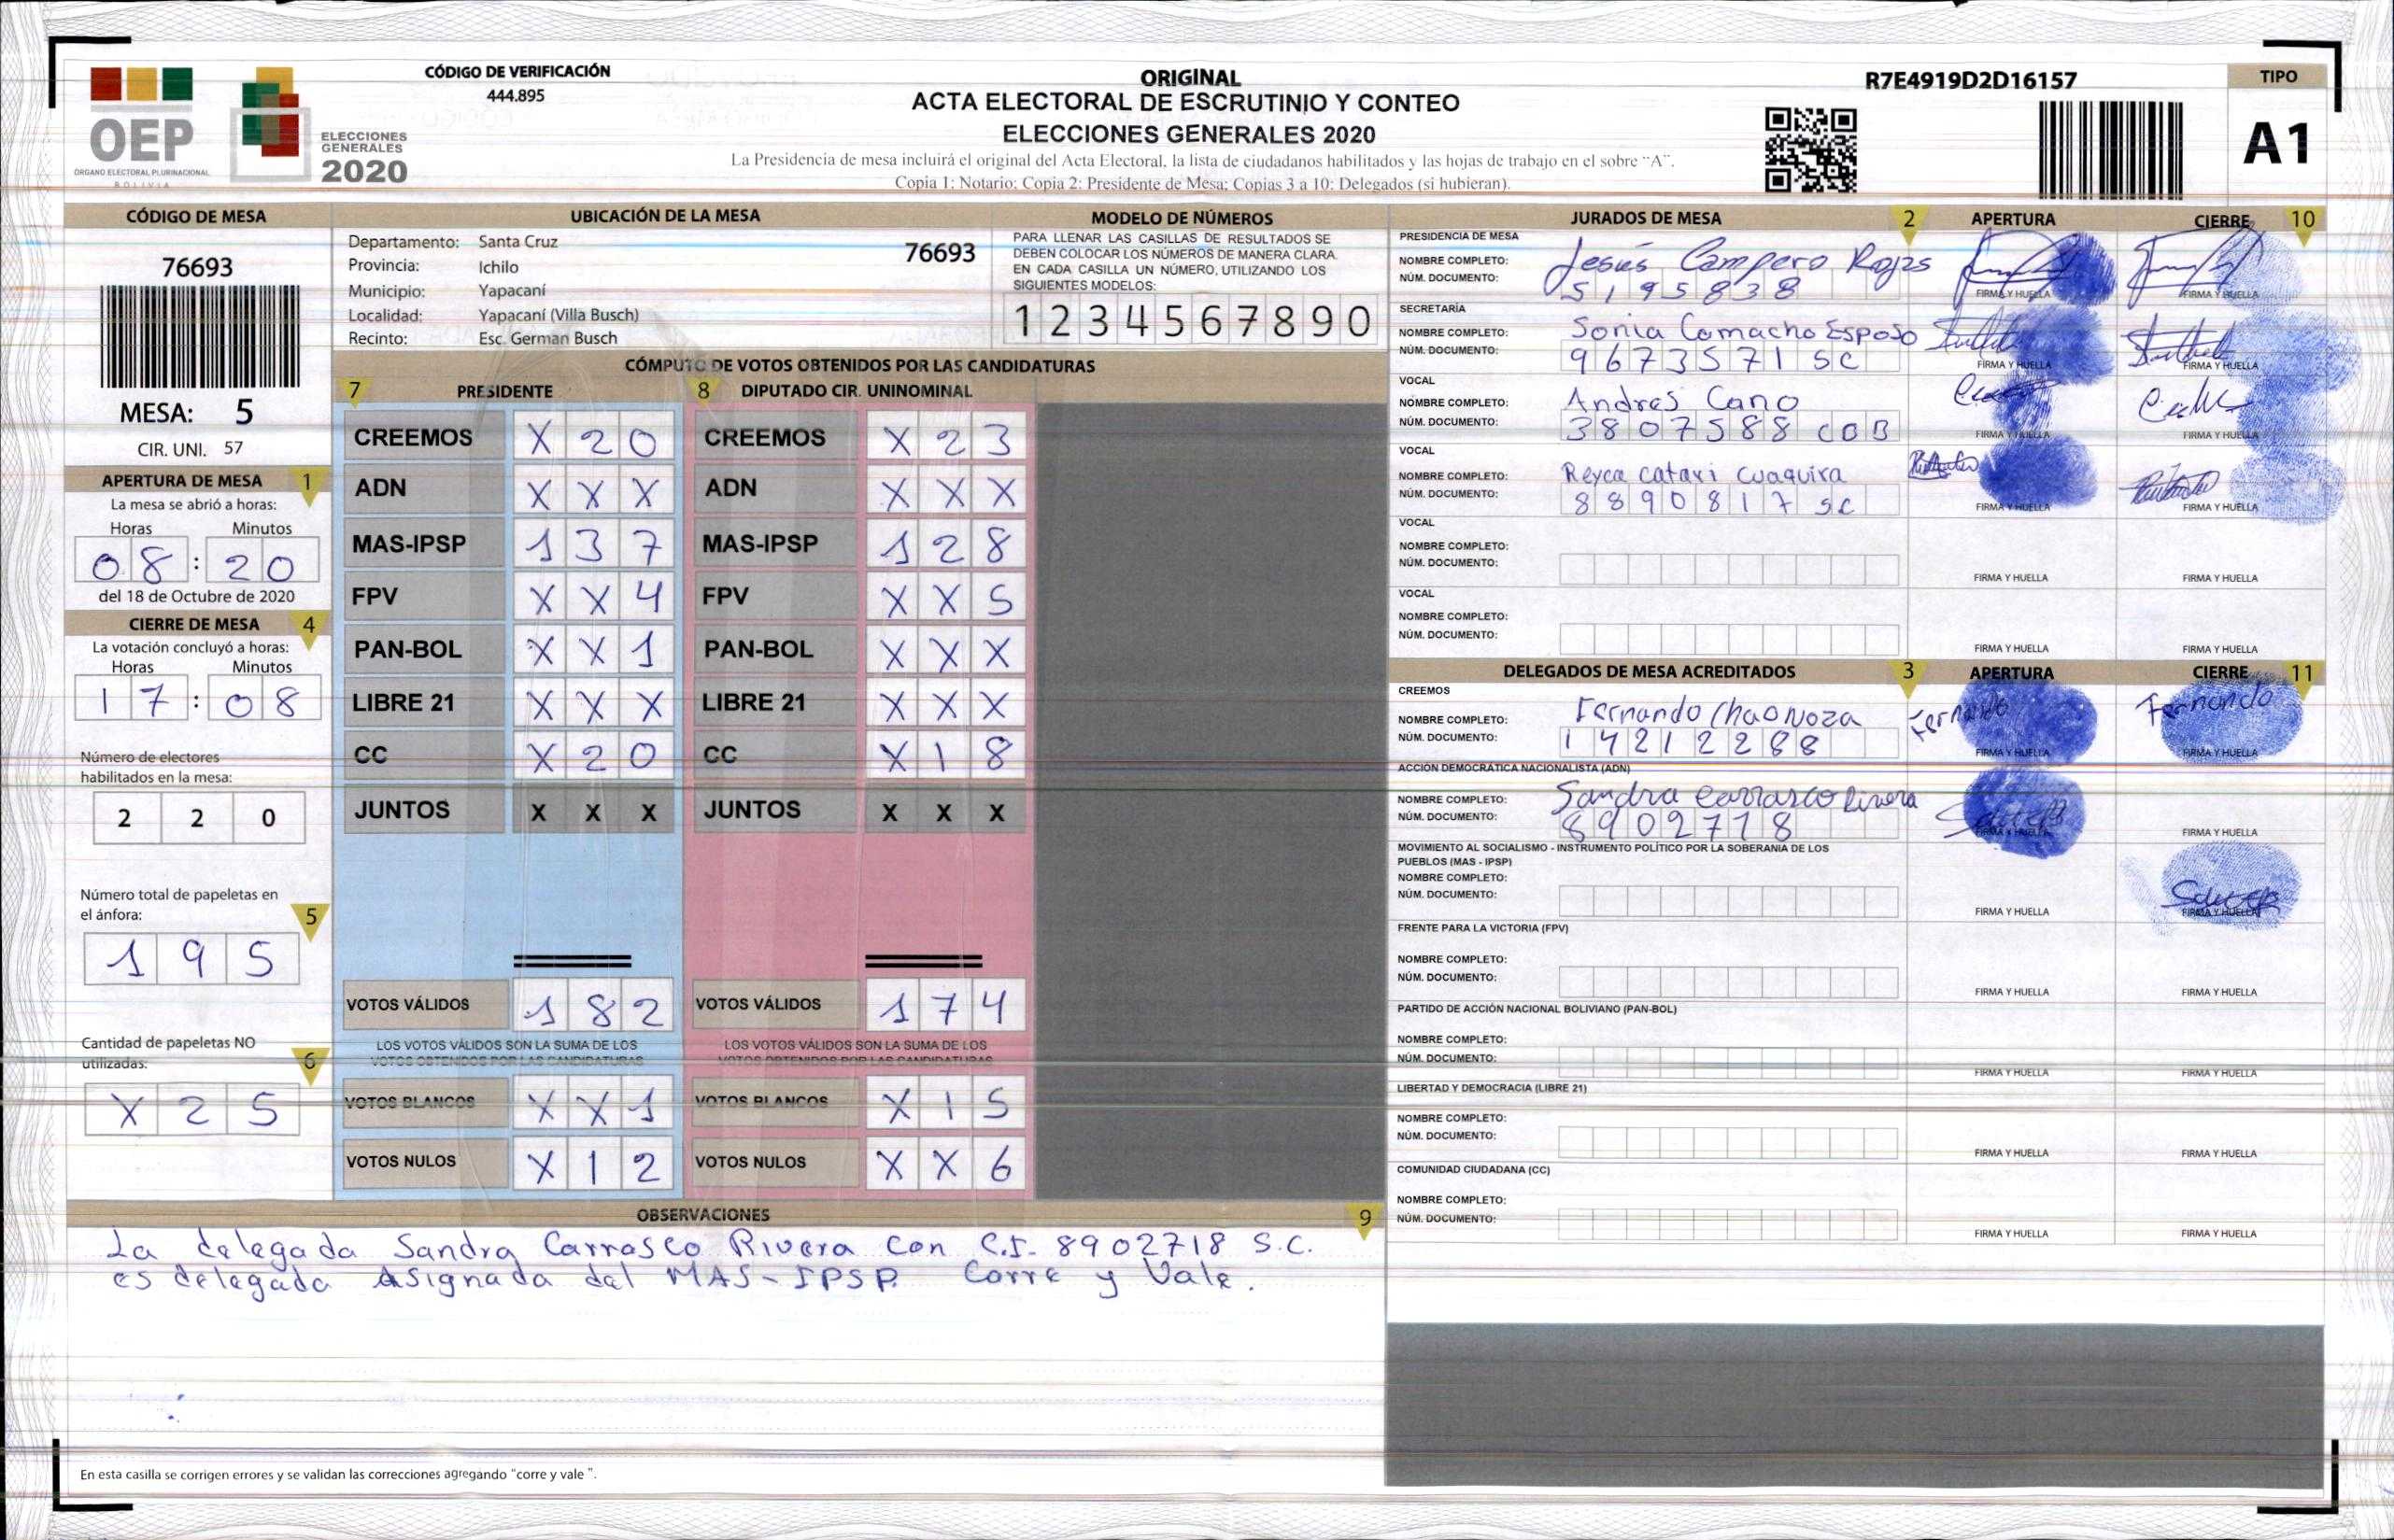 OEP
ÓRGANO ELECTORAL PLURINACIONAL
BOLIVIA
ELECCIONES
GENERALES
2020
CÓDIGO DE VERIFICACIÓN
444.895
ORIGINAL
ACTA ELECTORAL DE ESCRUTINIO Y CONTEO
ELECCIONES GENERALES 2020
La Presidencia de mesa incluirá el original del Acta Electoral, la lista de ciudadanos habilitados y las hojas de trabajo en el sobre "A".
Copia 1: Notario; Copia 2: Presidente de Mesa; Copias 3 a 10: Delegados (si hubieran).
R7E4919D2D16157
TIPO
A1
CÓDIGO DE MESA
76693
MESA: 5
CIR. UNI. 57
APERTURA DE MESA 1
La mesa se abrió a horas:
Horas Minutos
08 : 20
del 18 de Octubre de 2020
CIERRE DE MESA 4
La votación concluyó a horas:
Horas Minutos
17 : 08
Número de electores
habilitados en la mesa:
2 2 0
Número total de papeletas en
el ánfora: 5
1 9 5
Cantidad de papeletas NO
utilizadas: 6
X 2 5
UBICACIÓN DE LA MESA
Departamento: Santa Cruz 76693
Provincia: Ichilo
Municipio: Yapacaní
Localidad: Yapacaní (Villa Busch)
Recinto: Esc. German Busch
MODELO DE NÚMEROS
PARA LLENAR LAS CASILLAS DE RESULTADOS SE
DEBEN COLOCAR LOS NÚMEROS DE MANERA CLARA.
EN CADA CASILLA UN NÚMERO, UTILIZANDO LOS
SIGUIENTES MODELOS:
1 2 3 4 5 6 7 8 9 0
CÓMPUTO DE VOTOS OBTENIDOS POR LAS CANDIDATURAS
7 PRESIDENTE 8 DIPUTADO CIR. UNINOMINAL
CREEMOS X 2 0 CREEMOS X 2 3
ADN X X X ADN X X X
MAS-IPSP 1 3 7 MAS-IPSP 1 2 8
FPV X X 4 FPV X X 5
PAN-BOL X X 1 PAN-BOL X X X
LIBRE 21 X X X LIBRE 21 X X X
CC X 2 0 CC X 1 8
JUNTOS X X X JUNTOS X X X
VOTOS VÁLIDOS 1 8 2 VOTOS VÁLIDOS 1 7 4
LOS VOTOS VÁLIDOS SON LA SUMA DE LOS LOS VOTOS VÁLIDOS SON LA SUMA DE LOS
VOTOS OBTENIDOS POR LAS CANDIDATURAS VOTOS OBTENIDOS POR LAS CANDIDATURAS
VOTOS BLANCOS X X 1 VOTOS BLANCOS X 1 5
VOTOS NULOS X 1 2 VOTOS NULOS X X 6
OBSERVACIONES 9
La delegada Sandra Carrasco Rivera con C.I. 8902718 S.C.
es delegada Asignada del MAS-IPSP. Corre y Vale.
En esta casilla se corrigen errores y se validan las correcciones agregando "corre y vale ".
JURADOS DE MESA 2 APERTURA CIERRE 10
PRESIDENCIA DE MESA
NOMBRE COMPLETO: Jesús Campero Rojas
NÚM. DOCUMENTO: 5195838
FIRMA Y HUELLA FIRMA Y HUELLA
SECRETARÍA
NOMBRE COMPLETO: Sonia Camacho Esposo
NÚM. DOCUMENTO: 9673571 SC
FIRMA Y HUELLA FIRMA Y HUELLA
VOCAL
NOMBRE COMPLETO: Andres Cano
NÚM. DOCUMENTO: 3807588 COB
FIRMA Y HUELLA FIRMA Y HUELLA
VOCAL
NOMBRE COMPLETO: Reyca catari cuaquira
NÚM. DOCUMENTO: 8890817 SC
FIRMA Y HUELLA FIRMA Y HUELLA
VOCAL
NOMBRE COMPLETO:
NÚM. DOCUMENTO:
FIRMA Y HUELLA FIRMA Y HUELLA
VOCAL
NOMBRE COMPLETO:
NÚM. DOCUMENTO:
FIRMA Y HUELLA FIRMA Y HUELLA
DELEGADOS DE MESA ACREDITADOS 3 APERTURA CIERRE 11
CREEMOS
NOMBRE COMPLETO: Fernando Chao Noza Fernando Fernando
NÚM. DOCUMENTO: 14212288
FIRMA Y HUELLA FIRMA Y HUELLA
ACCIÓN DEMOCRÁTICA NACIONALISTA (ADN)
NOMBRE COMPLETO: Sandra Carrasco Rivera
NÚM. DOCUMENTO: 8902718
FIRMA Y HUELLA FIRMA Y HUELLA
MOVIMIENTO AL SOCIALISMO - INSTRUMENTO POLÍTICO POR LA SOBERANIA DE LOS
PUEBLOS (MAS - IPSP)
NOMBRE COMPLETO:
NÚM. DOCUMENTO:
FIRMA Y HUELLA FIRMA Y HUELLA
FRENTE PARA LA VICTORIA (FPV)
NOMBRE COMPLETO:
NÚM. DOCUMENTO:
FIRMA Y HUELLA FIRMA Y HUELLA
PARTIDO DE ACCIÓN NACIONAL BOLIVIANO (PAN-BOL)
NOMBRE COMPLETO:
NÚM. DOCUMENTO:
FIRMA Y HUELLA FIRMA Y HUELLA
LIBERTAD Y DEMOCRACIA (LIBRE 21)
NOMBRE COMPLETO:
NÚM. DOCUMENTO:
FIRMA Y HUELLA FIRMA Y HUELLA
COMUNIDAD CIUDADANA (CC)
NOMBRE COMPLETO:
NÚM. DOCUMENTO:
FIRMA Y HUELLA FIRMA Y HUELLA